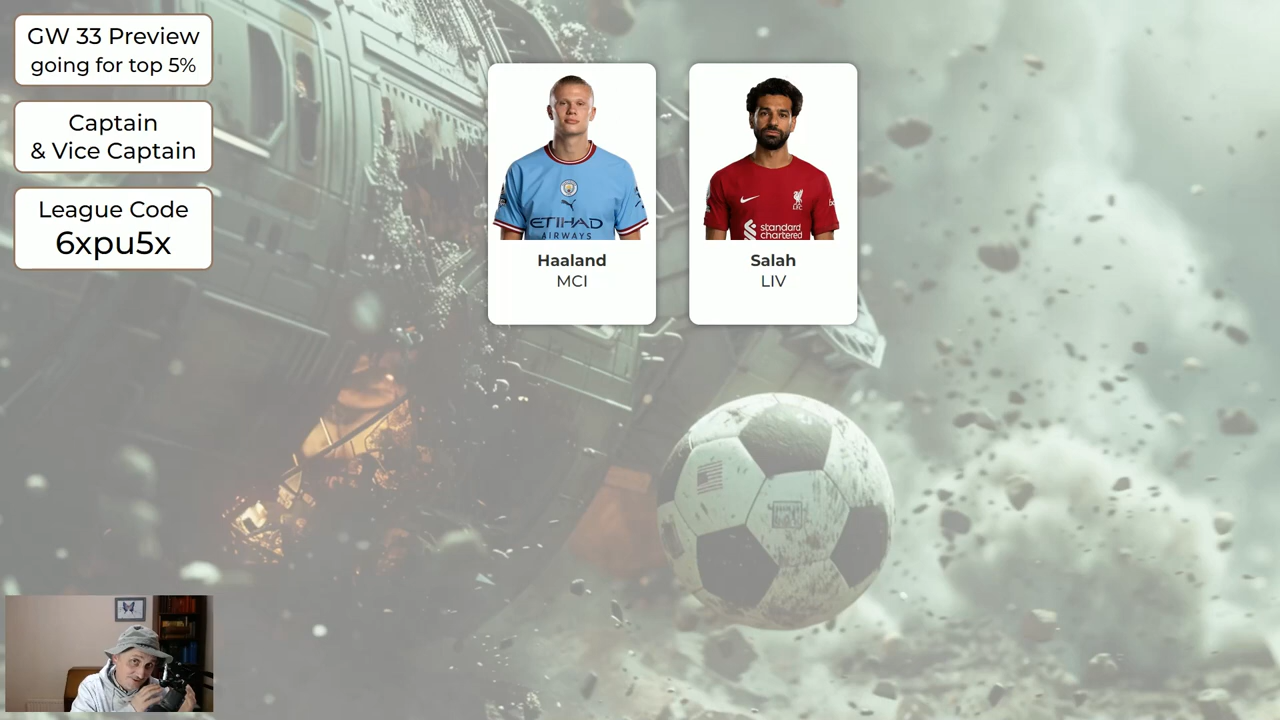 GW 33 Preview
going for top 5%
Captain
& Vice Captain
League Code
6xpu5x
ETIHAD
AIRWAYS
Haaland
MCI
standard
chartered
Salah
LIV